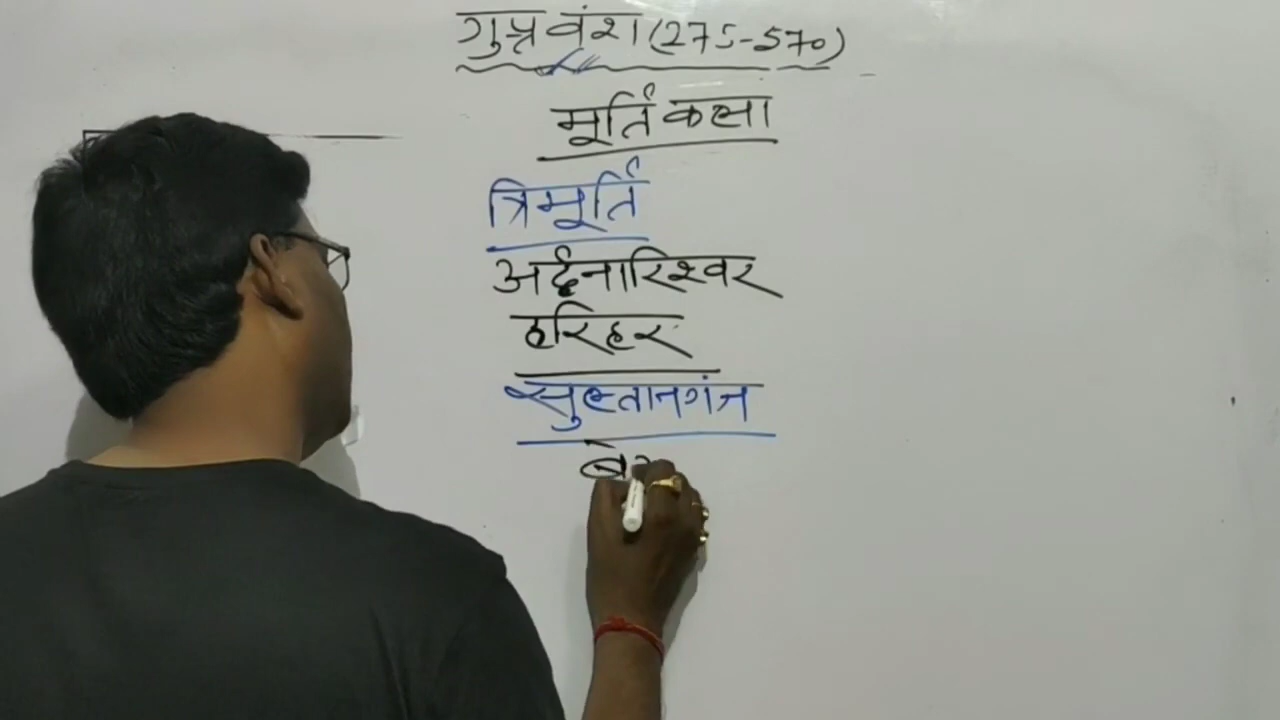 गुप्त वंश (275-570)
मूर्ति कला
त्रिमूर्ति
अर्द्धनारिश्वर
हरिहर
सुल्तानगंज